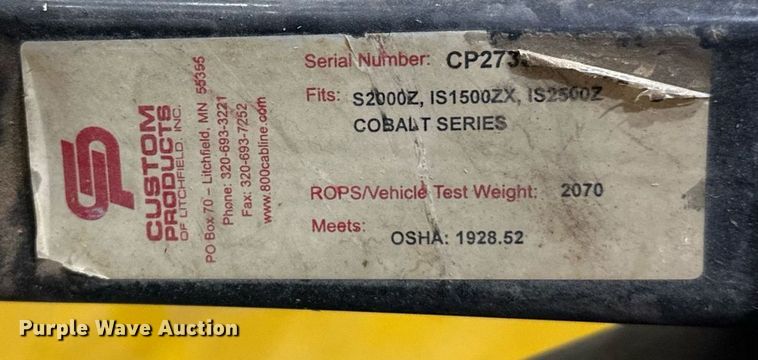 CUSTOM
PRODUCTS
OF LITCHFIELD, INC.
PO Box 70 – Litchfield, MN 55355
Phone: 320-693-3221
Fax: 320-693-7252
www.800cabline.com
Serial Number: CP273
Fits: S2000Z, IS1500ZX, IS2500Z
COBALT SERIES
ROPS/Vehicle Test Weight: 2070
Meets:
OSHA: 1928.52
Purple Wave Auction